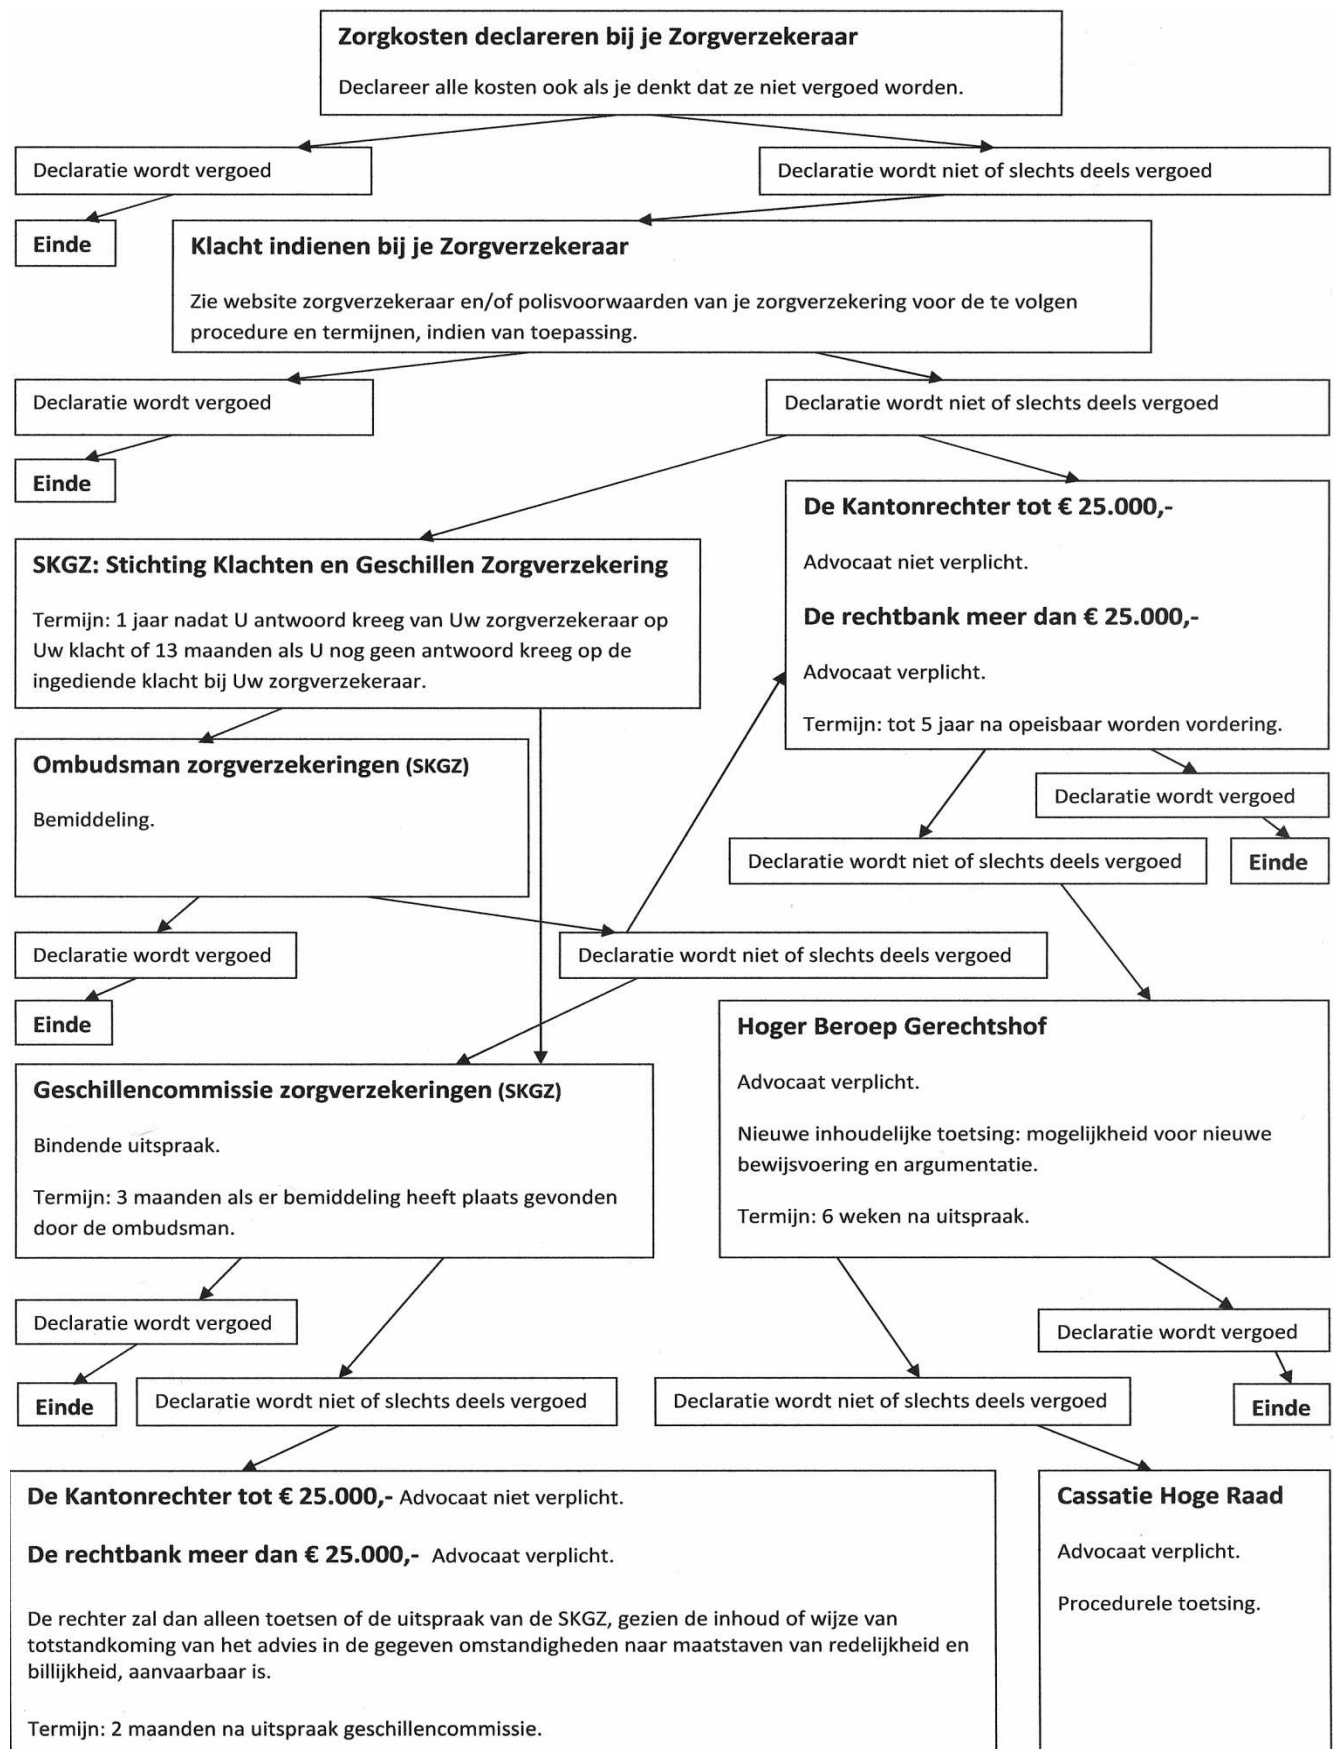 Zorgkosten declareren bij je Zorgverzekeraar
Declareer alle kosten ook als je denkt dat ze niet vergoed worden.
Declaratie wordt vergoed
Declaratie wordt niet of slechts deels vergoed
Einde
Klacht indienen bij je Zorgverzekeraar
Zie website zorgverzekeraar en/of polisvoorwaarden van je zorgverzekering voor de te volgen
procedure en termijnen, indien van toepassing.
Declaratie wordt vergoed
Declaratie wordt niet of slechts deels vergoed
Einde
De Kantonrechter tot € 25.000,-
Advocaat niet verplicht.
De rechtbank meer dan € 25.000,-
Advocaat verplicht.
Termijn: tot 5 jaar na opeisbaar worden vordering.
SKGZ: Stichting Klachten en Geschillen Zorgverzekering
Termijn: 1 jaar nadat U antwoord kreeg van Uw zorgverzekeraar op
Uw klacht of 13 maanden als U nog geen antwoord kreeg op de
ingediende klacht bij Uw zorgverzekeraar.
Ombudsman zorgverzekeringen (SKGZ)
Bemiddeling.
Declaratie wordt vergoed
Declaratie wordt niet of slechts deels vergoed
Einde
Declaratie wordt vergoed
Declaratie wordt niet of slechts deels vergoed
Einde
Hoger Beroep Gerechtshof
Advocaat verplicht.
Nieuwe inhoudelijke toetsing: mogelijkheid voor nieuwe
bewijsvoering en argumentatie.
Termijn: 6 weken na uitspraak.
Geschillencommissie zorgverzekeringen (SKGZ)
Bindende uitspraak.
Termijn: 3 maanden als er bemiddeling heeft plaats gevonden
door de ombudsman.
Declaratie wordt vergoed
Declaratie wordt vergoed
Einde
Declaratie wordt niet of slechts deels vergoed
Declaratie wordt niet of slechts deels vergoed
Einde
De Kantonrechter tot € 25.000,- Advocaat niet verplicht.
De rechtbank meer dan € 25.000,- Advocaat verplicht.
De rechter zal dan alleen toetsen of de uitspraak van de SKGZ, gezien de inhoud of wijze van
totstandkoming van het advies in de gegeven omstandigheden naar maatstaven van redelijkheid en
billijkheid, aanvaarbaar is.
Termijn: 2 maanden na uitspraak geschillencommissie.
Cassatie Hoge Raad
Advocaat verplicht.
Procedurele toetsing.